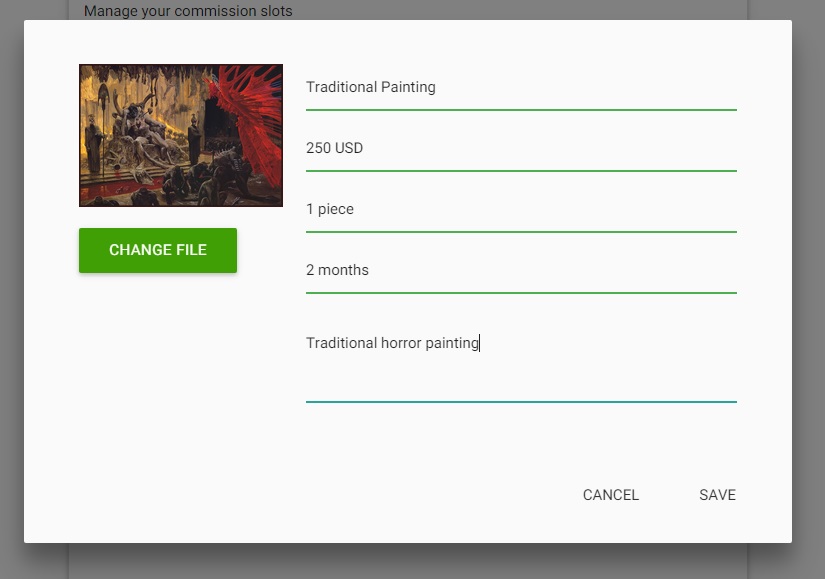 Manage your commission slots
Traditional Painting
250 USD
1 piece
CHANGE FILE
2 months
Traditional horror painting
CANCEL
SAVE